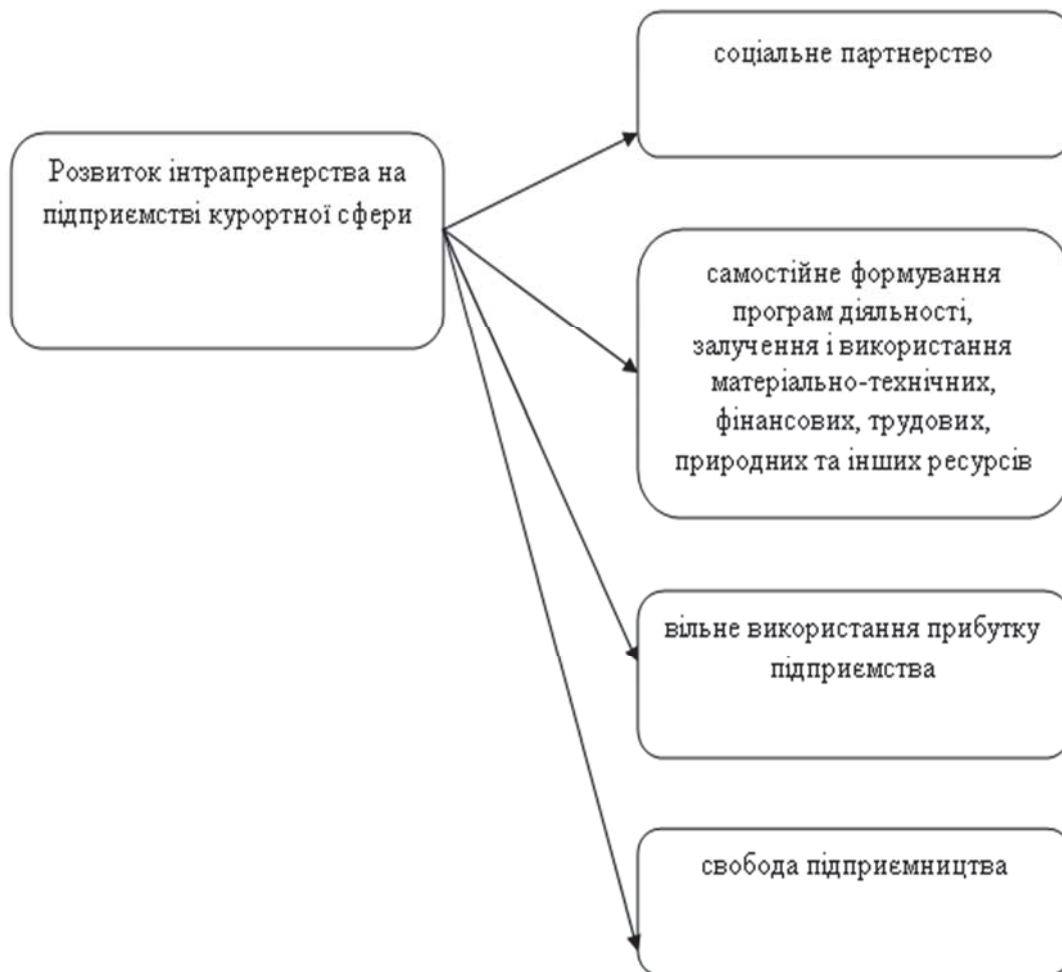 соціальне партнерство
Розвиток інтрапренерства на
підприємстві курортної сфери
самостійне формування
програм діяльності,
залучення і використання
матеріально-технічних,
фінансових, трудових,
природних та інших ресурсів
вільне використання прибутку
підприємства
свобода підприємництва